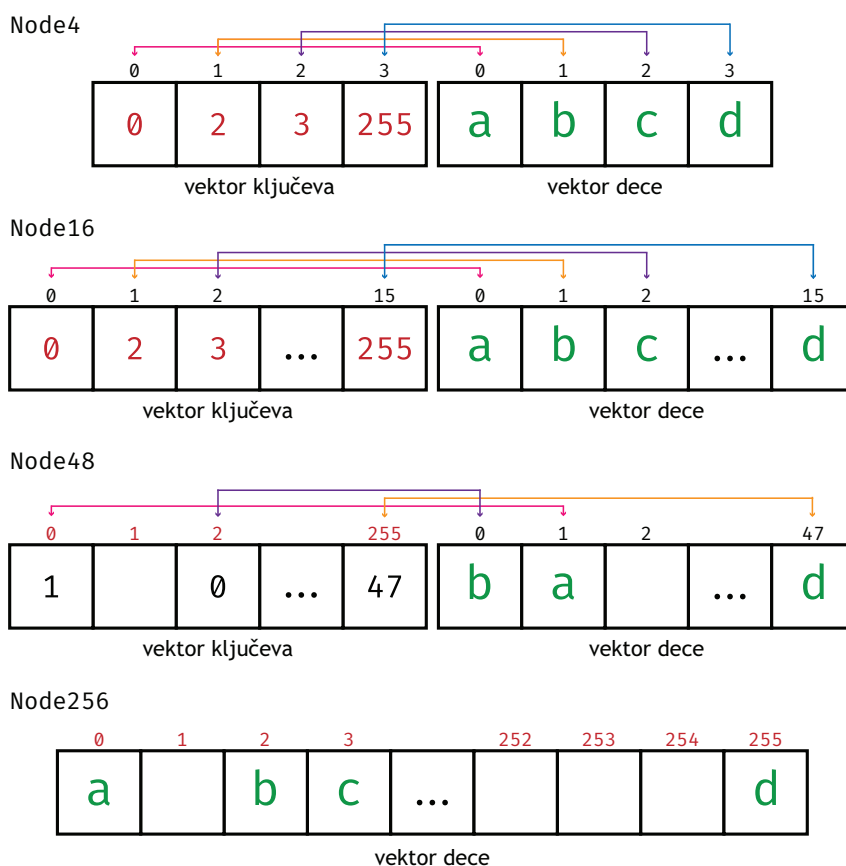 Node4
0 1 2 3 0 1 2 3
0 2 3 255 a b c d
vektor ključeva vektor dece
Node16
0 1 2 15 0 1 2 15
0 2 3 ... 255 a b c ... d
vektor ključeva vektor dece
Node48
0 1 2 255 0 1 2 47
1 0 ... 47 b a ... d
vektor ključeva vektor dece
Node256
0 1 2 3 252 253 254 255
a b c ... d
vektor dece